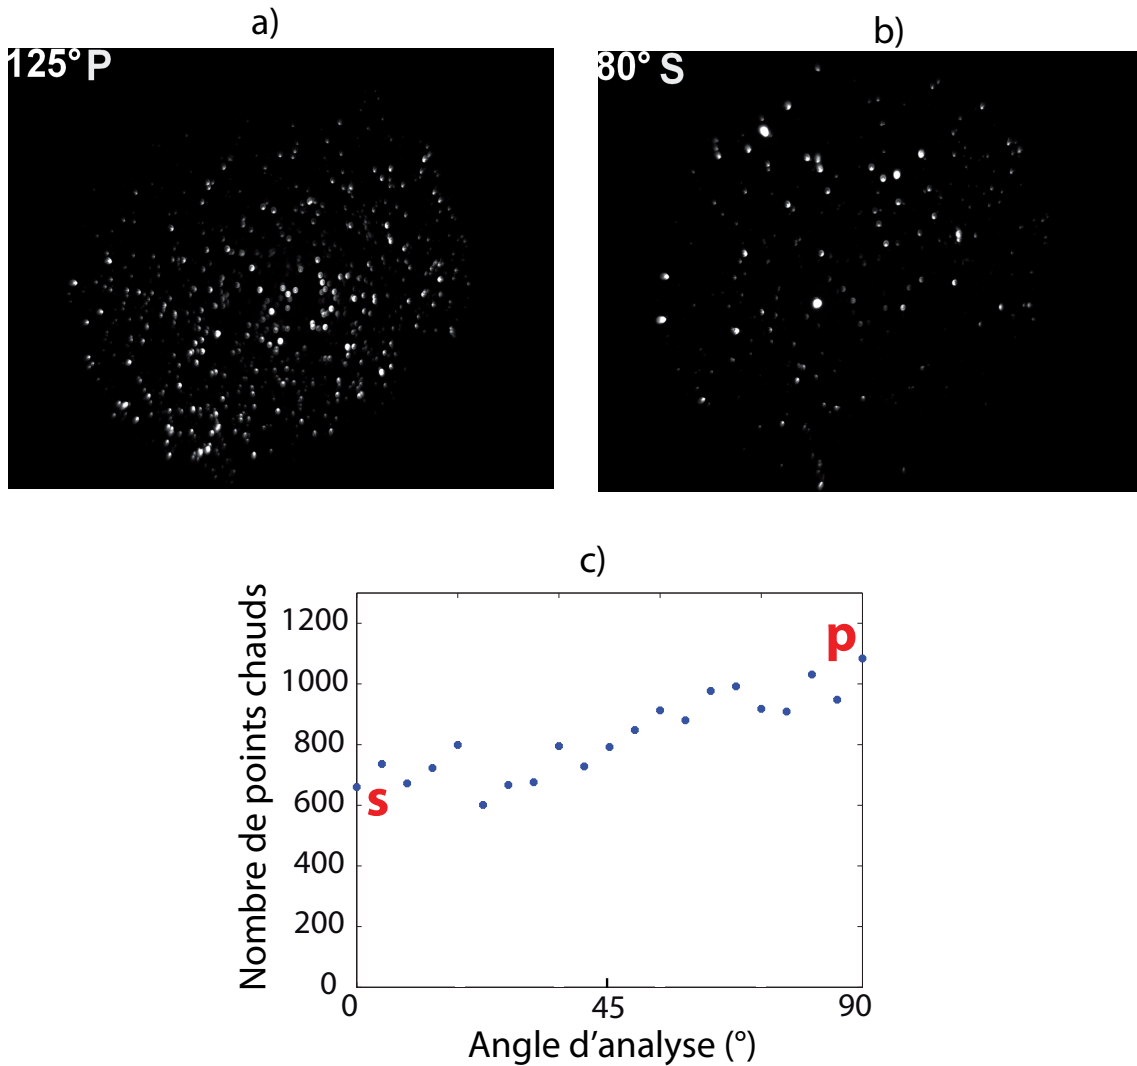 a)
b)
125° P
80° S
c)
Nombre de points chauds
1200
1000
800
600
400
200
0
p
s
0
45
90
Angle d’analyse (°)